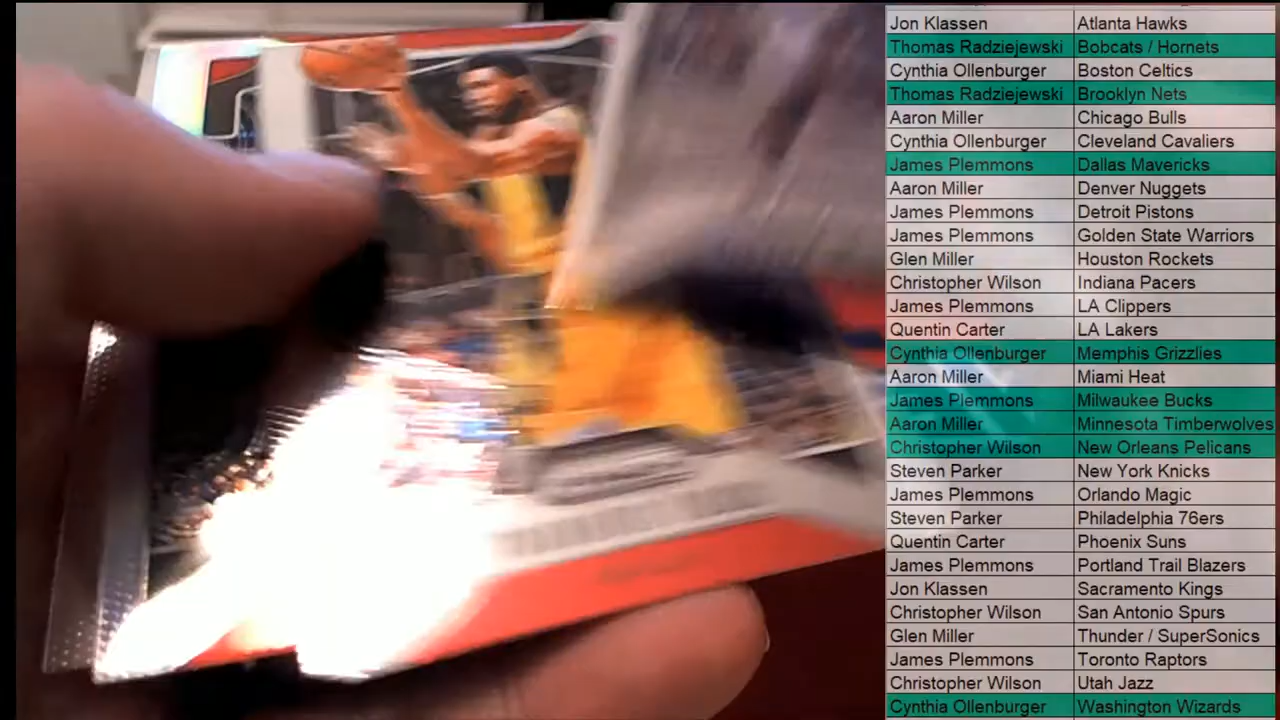 Jon Klassen Atlanta Hawks
Thomas Radziejewski Bobcats / Hornets
Cynthia Ollenburger Boston Celtics
Thomas Radziejewski Brooklyn Nets
Aaron Miller Chicago Bulls
Cynthia Ollenburger Cleveland Cavaliers
James Plemmons Dallas Mavericks
Aaron Miller Denver Nuggets
James Plemmons Detroit Pistons
James Plemmons Golden State Warriors
Glen Miller Houston Rockets
Christopher Wilson Indiana Pacers
James Plemmons LA Clippers
Quentin Carter LA Lakers
Cynthia Ollenburger Memphis Grizzlies
Aaron Miller Miami Heat
James Plemmons Milwaukee Bucks
Aaron Miller Minnesota Timberwolves
Christopher Wilson New Orleans Pelicans
Steven Parker New York Knicks
James Plemmons Orlando Magic
Steven Parker Philadelphia 76ers
Quentin Carter Phoenix Suns
James Plemmons Portland Trail Blazers
Jon Klassen Sacramento Kings
Christopher Wilson San Antonio Spurs
Glen Miller Thunder / SuperSonics
James Plemmons Toronto Raptors
Christopher Wilson Utah Jazz
Cynthia Ollenburger Washington Wizards